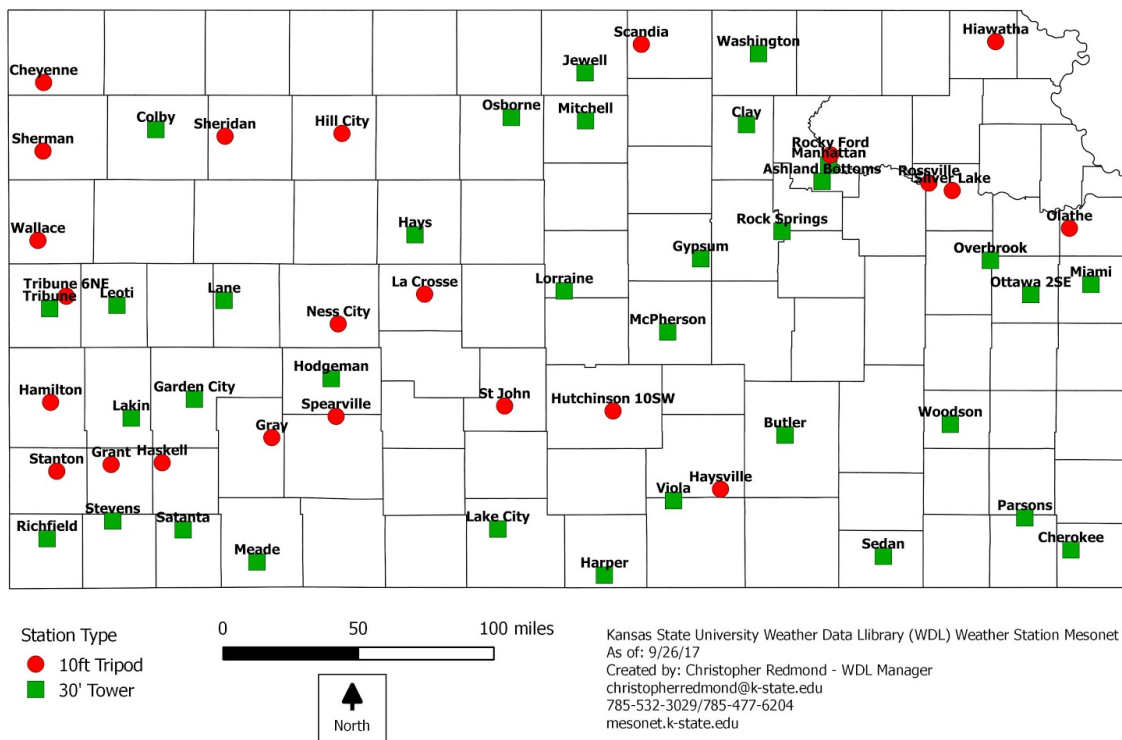 Scandia
Hiawatha
Washington
Jewell
Cheyenne
Osborne
Mitchell
Clay
Colby
Sheridan
Hill City
Sherman
Rocky Ford
Manhattan
Ashland Bottoms
Rossville
Silver Lake
Wallace
Hays
Rock Springs
Olathe
Gypsum
Overbrook
Tribune 6NE
Tribune
Leoti
Lane
La Crosse
Lorraine
Ottawa 2SE
Miami
Ness City
McPherson
Hodgeman
Hamilton
Garden City
Lakin
Spearville
St John
Hutchinson 10SW
Gray
Butler
Woodson
Stanton
Grant
Haskell
Haysville
Viola
Richfield
Stevens
Satanta
Lake City
Parsons
Meade
Harper
Sedan
Cherokee
Station Type
10ft Tripod
30' Tower
0 50 100 miles
North
Kansas State University Weather Data Llibrary (WDL) Weather Station Mesonet
As of: 9/26/17
Created by: Christopher Redmond - WDL Manager
christopherredmond@k-state.edu
785-532-3029/785-477-6204
mesonet.k-state.edu